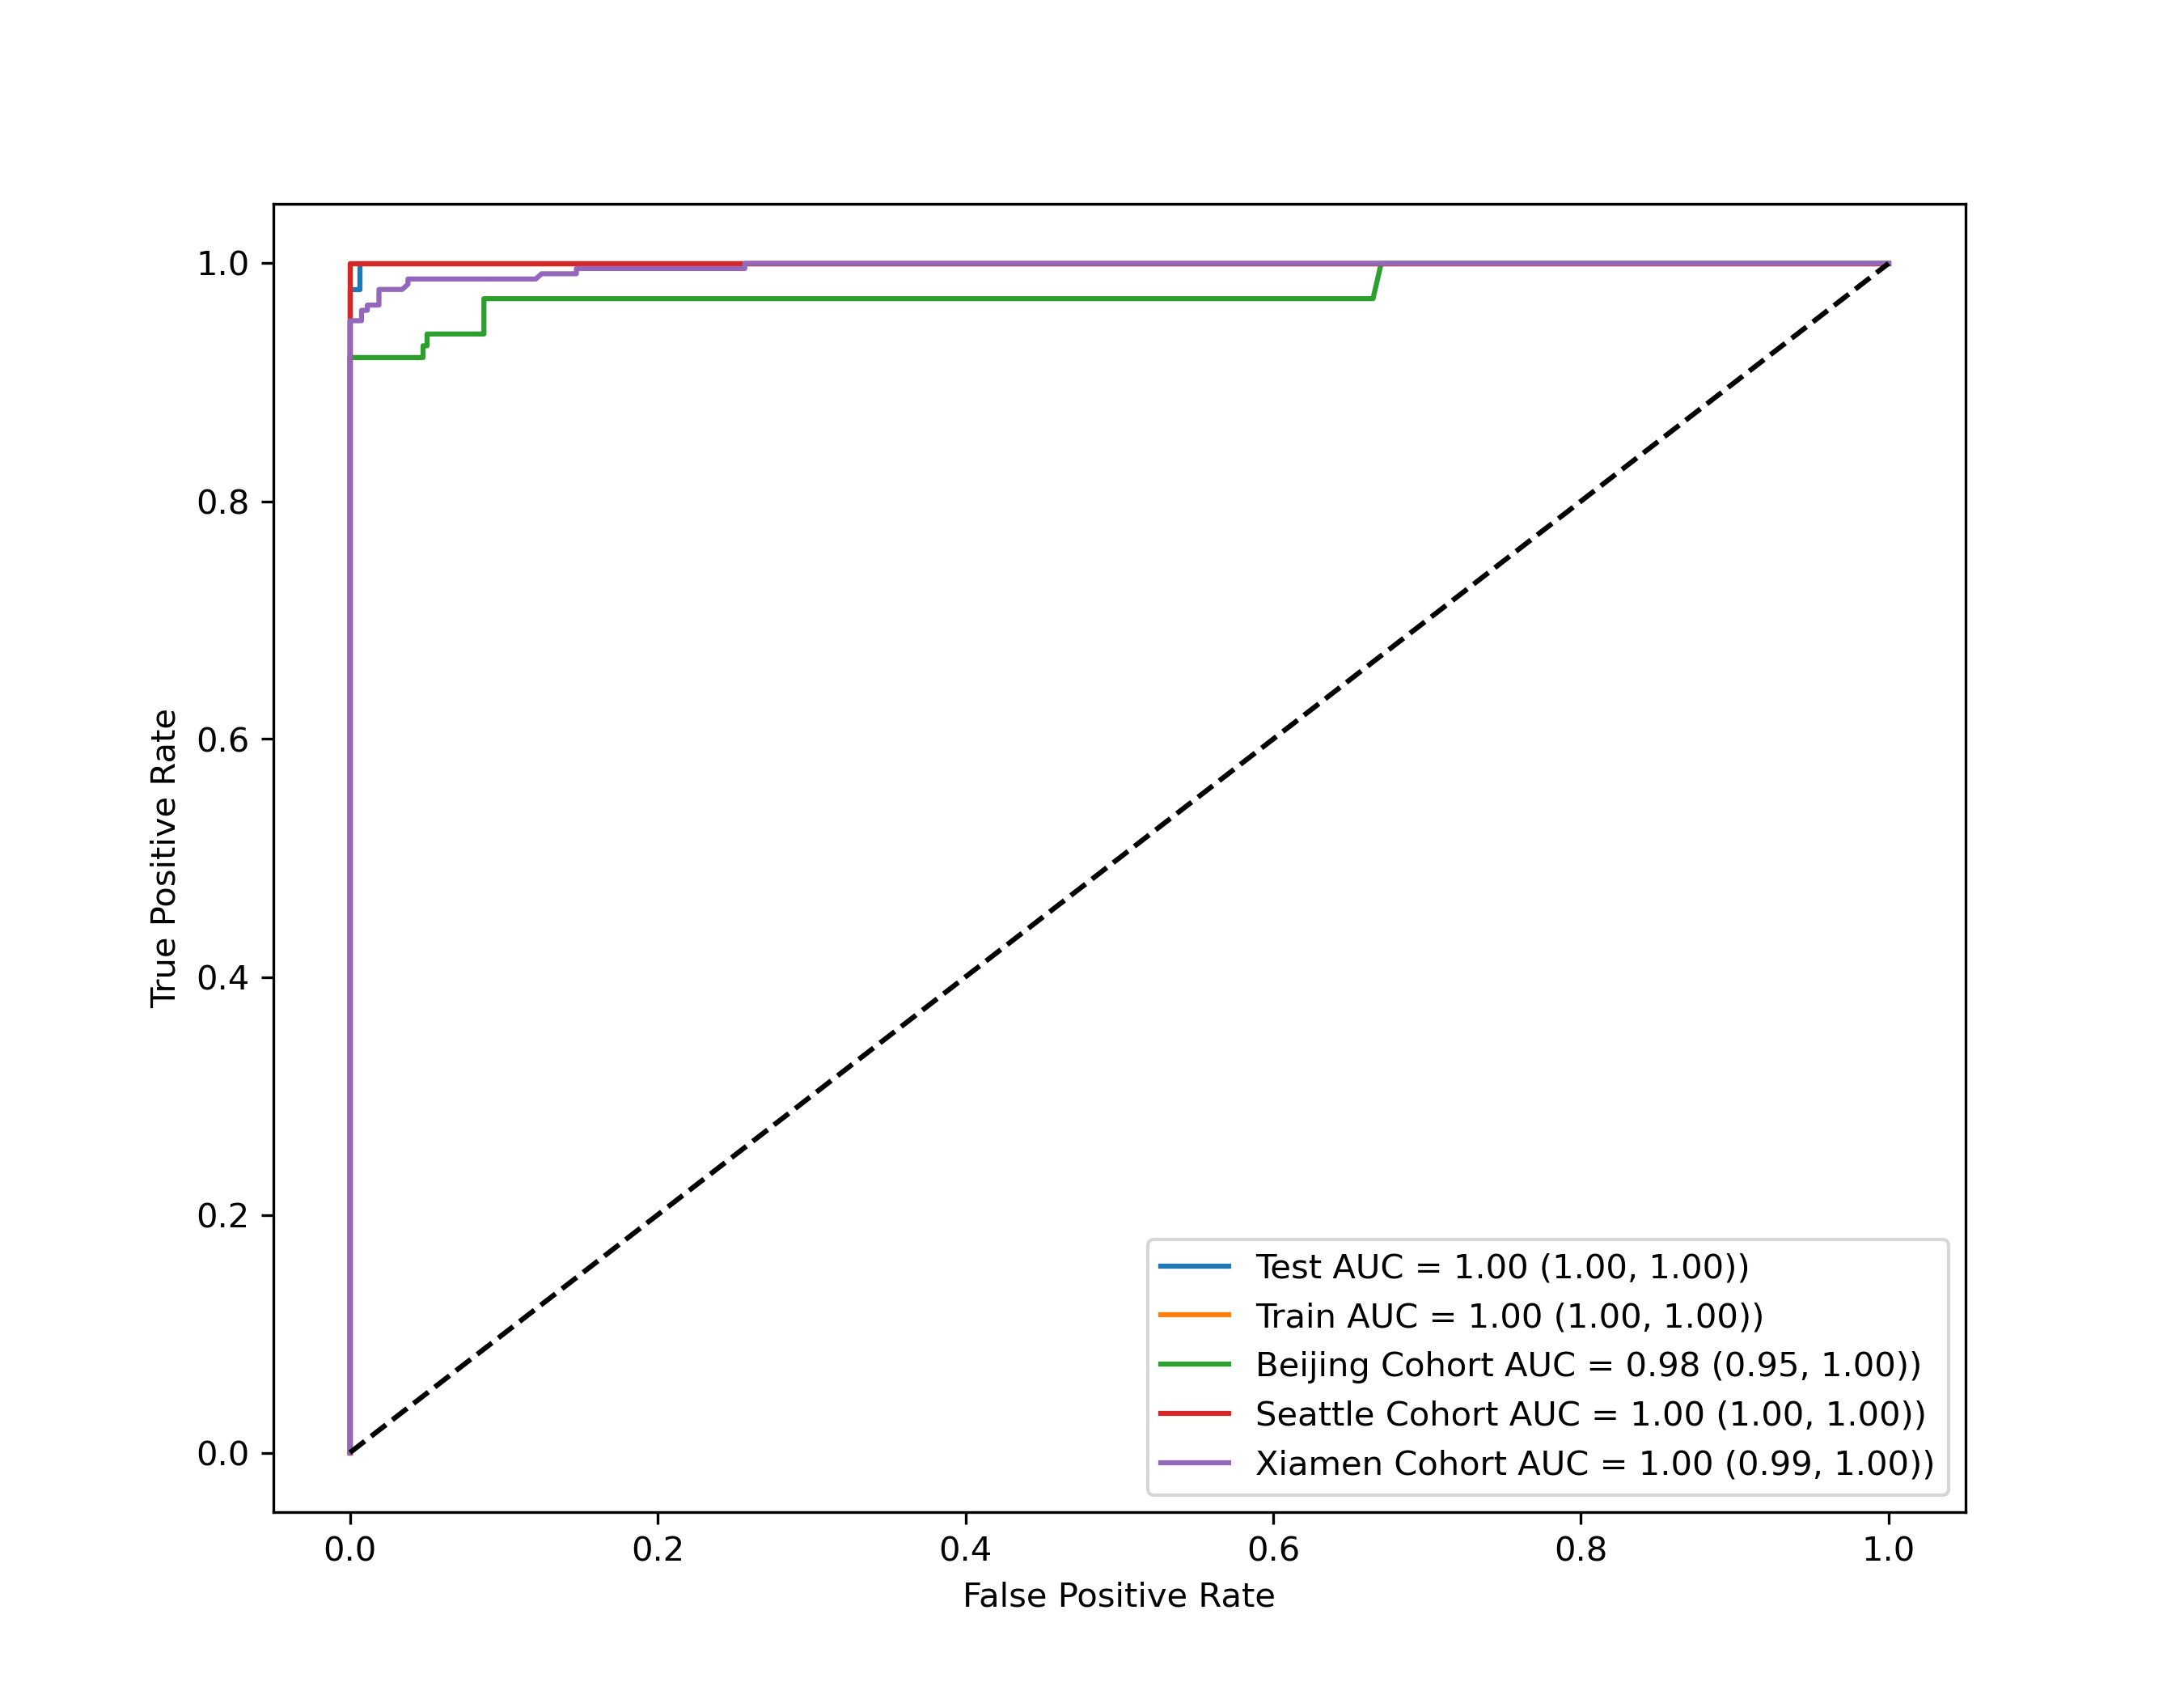 1.0
0.8
0.6
0.4
0.2
0.0
True Positive Rate
0.0 0.2 0.4 0.6 0.8 1.0
False Positive Rate
Test AUC = 1.00 (1.00, 1.00))
Train AUC = 1.00 (1.00, 1.00))
Beijing Cohort AUC = 0.98 (0.95, 1.00))
Seattle Cohort AUC = 1.00 (1.00, 1.00))
Xiamen Cohort AUC = 1.00 (0.99, 1.00))